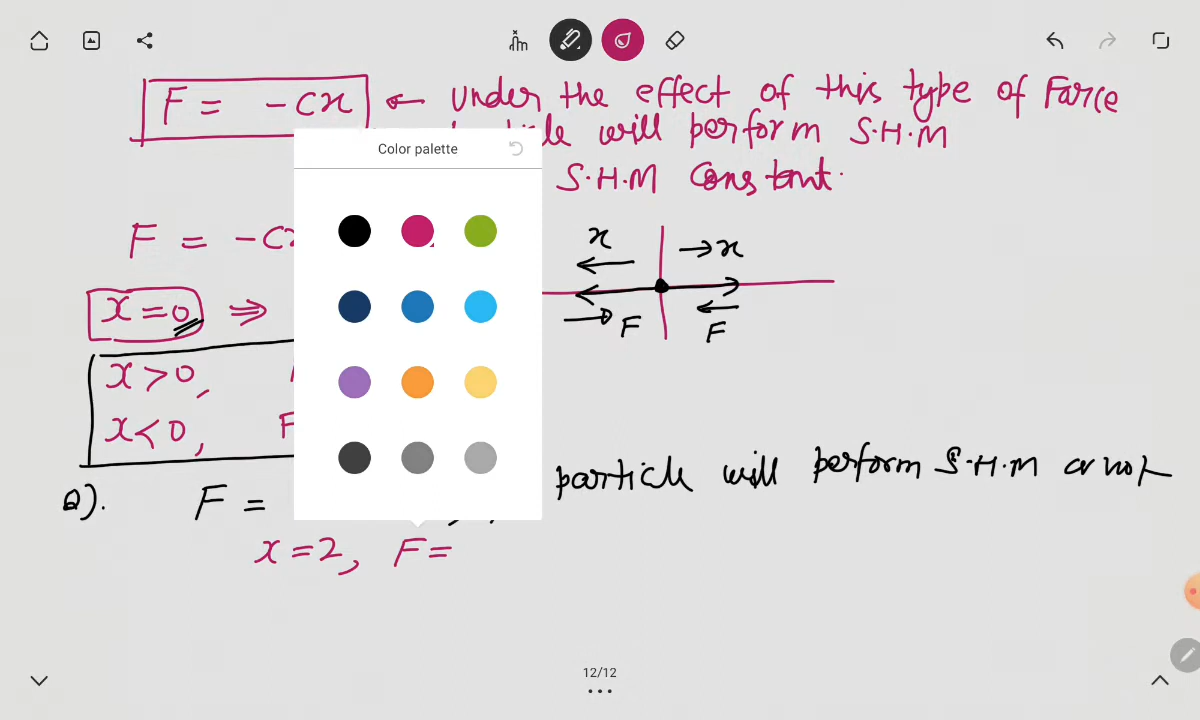 F = -cx ← under the effect of this type of Farce
will perform S.H.M
S.H.M Constant.
F = -c
x x
x=0 ⇒
F F
x>0,
x<0, F
Q). F = particle will perform S.H.M or not
x=2, F=
Color palette
12/12